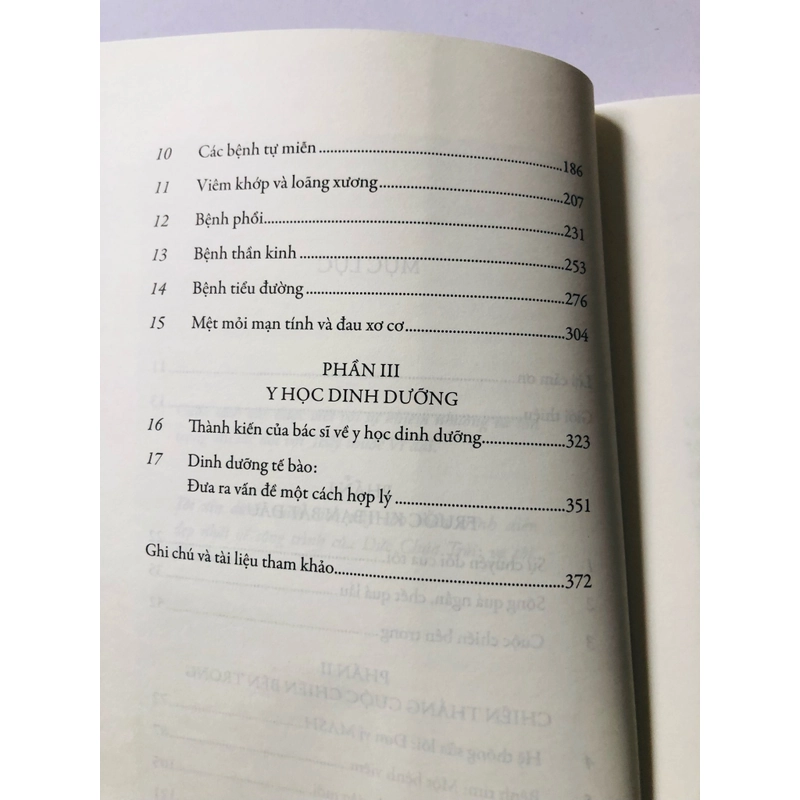 10 Các bệnh tự miễn........................186
11 Viêm khớp và loãng xương........................207
12 Bệnh phổi........................231
13 Bệnh thần kinh........................253
14 Bệnh tiểu đường........................276
15 Mệt mỏi mạn tính và đau xơ cơ........................304
PHẦN III
Y HỌC DINH DƯỠNG
16 Thành kiến của bác sĩ về y học dinh dưỡng........................323
17 Dinh dưỡng tế bào:
Đưa ra vấn đề một cách hợp lý........................351
Ghi chú và tài liệu tham khảo........................372